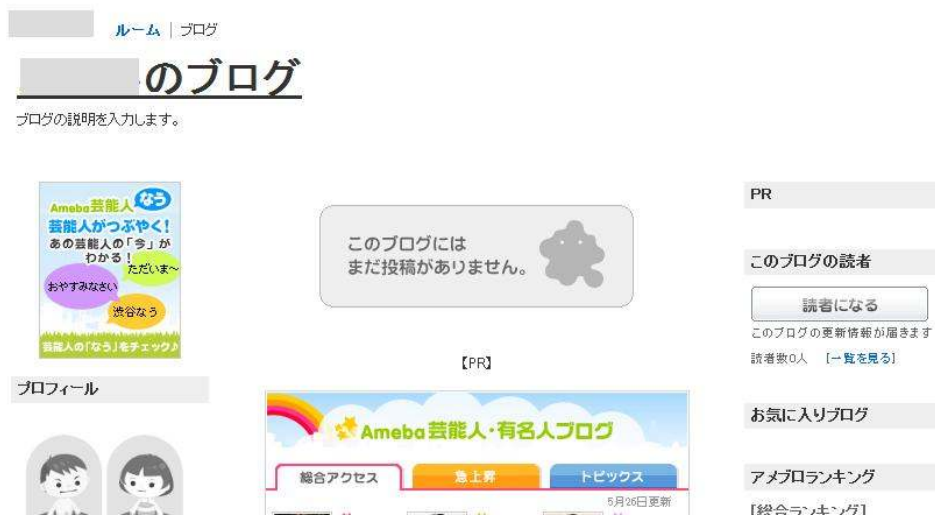 ルーム | ブログ
のブログ
ブログの説明を入力します。
Ameba芸能人なう
芸能人がつぶやく!
あの芸能人の「今」が
わかる!
ただいま～
おやすみなさい
渋谷なう
芸能人の「なう」をチェック♪
プロフィール
このブログには
まだ投稿がありません。
【PR】
Ameba芸能人・有名人ブログ
総合アクセス
急上昇
トピックス
5月26日更新
PR
このブログの読者
読者になる
このブログの更新情報が届きます
読者数0人 [一覧を見る]
お気に入りブログ
アメブロランキング
[総合ランキング]